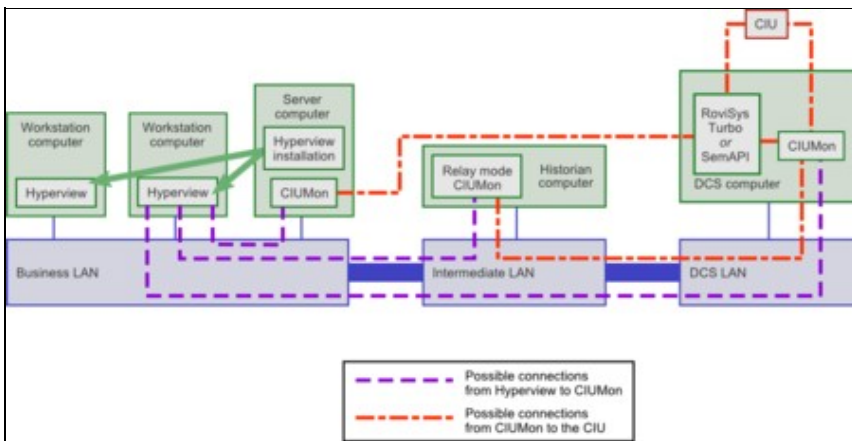 CIU
Server
computer
Workstation
computer
Workstation
computer
Hyperview
installation
RoviSys
Turbo
or
SemAPI
CIUMon
Relay mode
CIUMon
Historian
computer
Hyperview
Hyperview
CIUMon
DCS computer
Business LAN
Intermediate LAN
DCS LAN
Possible connections
from Hyperview to CIUMon
Possible connections
from CIUMon to the CIU